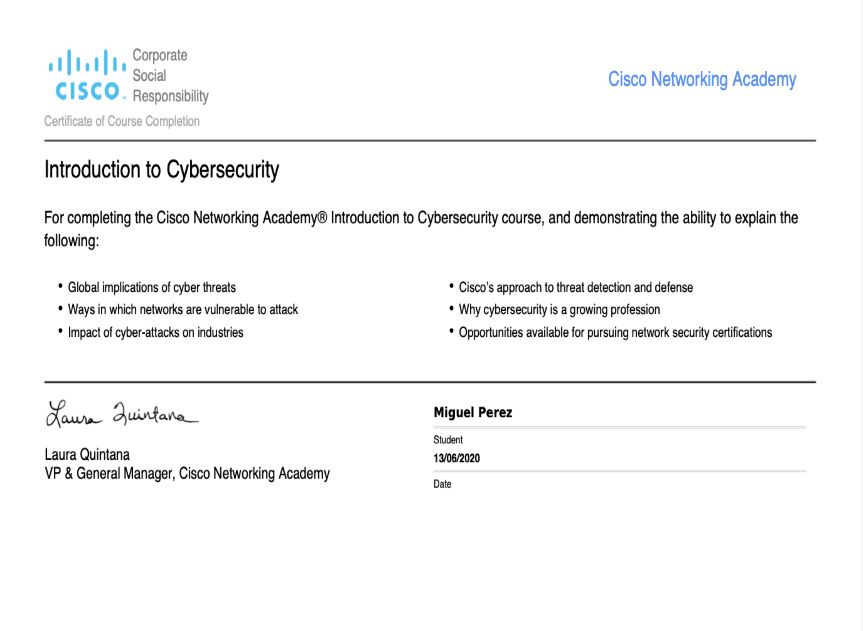 Corporate
Social
CISCO™ Responsibility
Cisco Networking Academy
Certificate of Course Completion
Introduction to Cybersecurity
For completing the Cisco Networking Academy® Introduction to Cybersecurity course, and demonstrating the ability to explain the
following:
• Global implications of cyber threats
• Ways in which networks are vulnerable to attack
• Impact of cyber-attacks on industries
• Cisco's approach to threat detection and defense
• Why cybersecurity is a growing profession
• Opportunities available for pursuing network security certifications
Laura Quintana
Laura Quintana
VP & General Manager, Cisco Networking Academy
Miguel Perez
Student
13/06/2020
Date